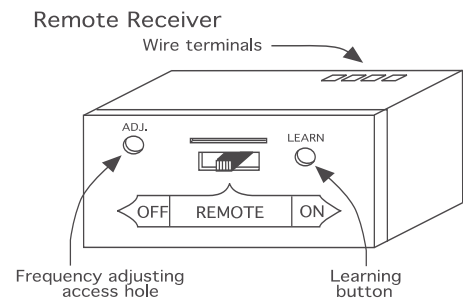 Remote Receiver
Wire terminals
ADJ.
LEARN
OFF REMOTE ON
Frequency adjusting
access hole
Learning
button